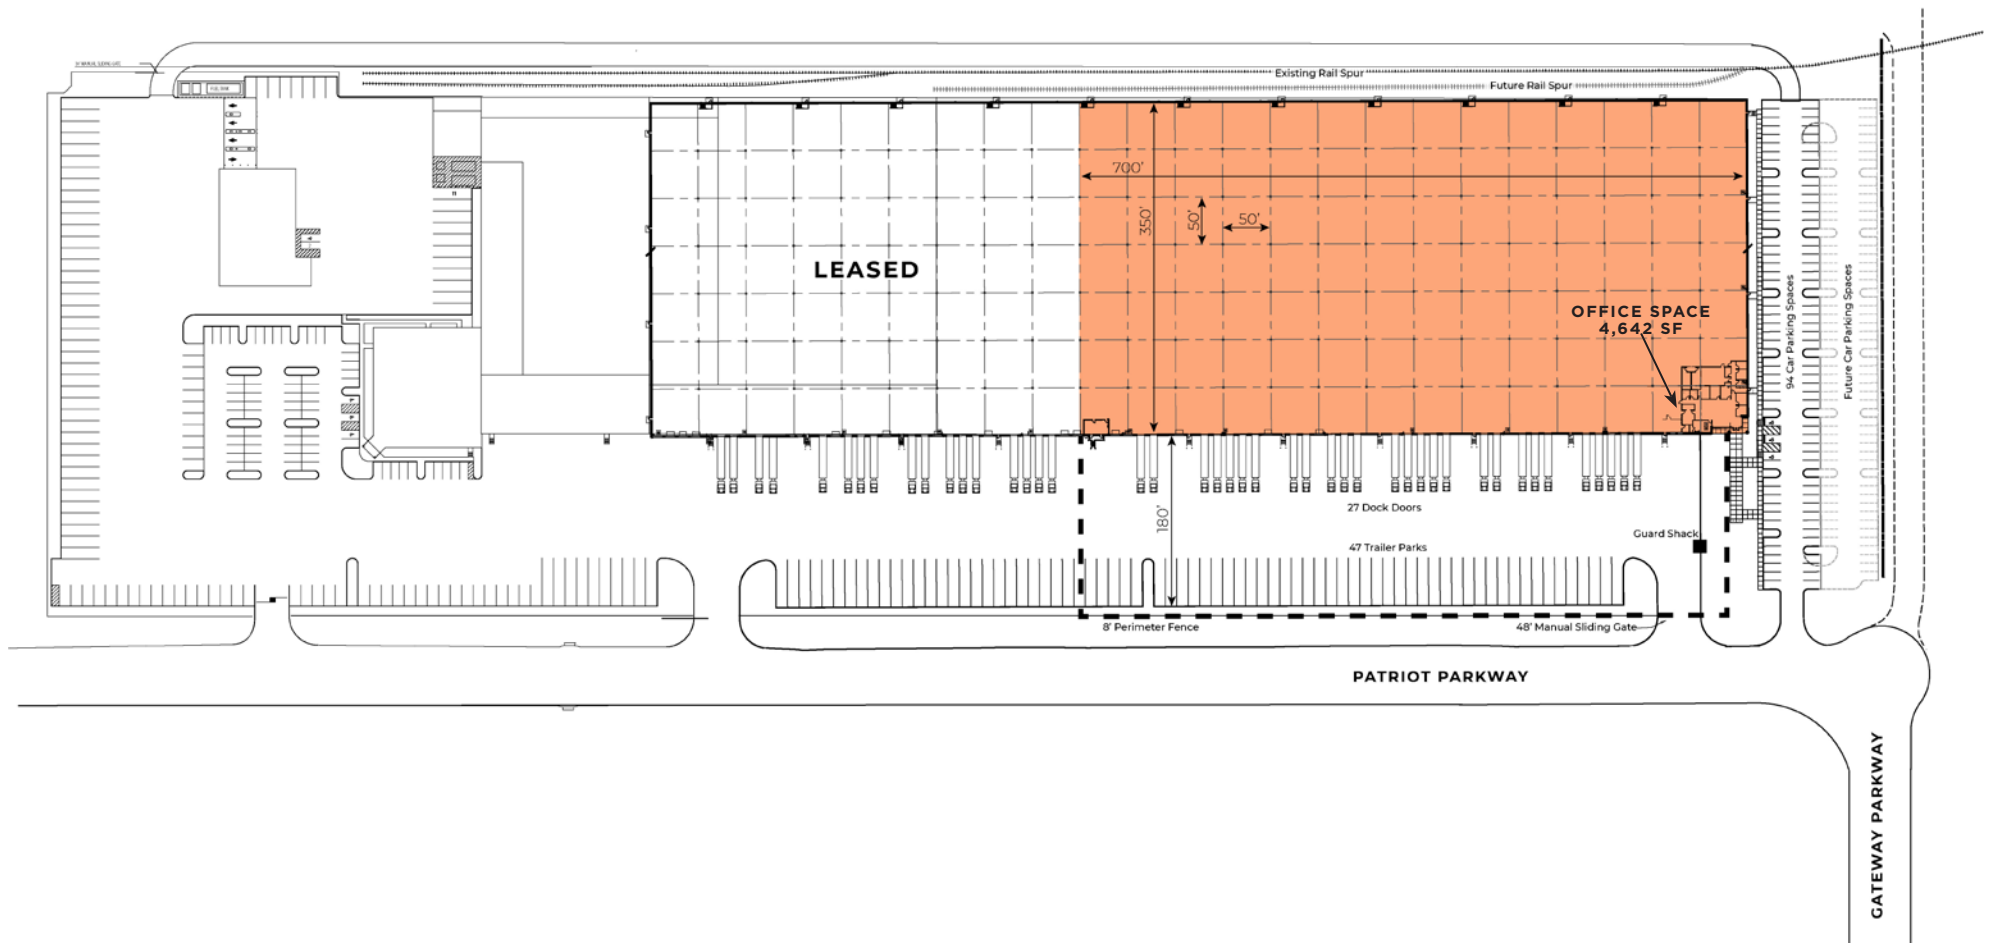 Existing Rail Spur
Future Rail Spur
700'
350'
50'
50'
LEASED
OFFICE SPACE
4,642 SF
94 Car Parking Spaces
Future Car Parking Spaces
27 Dock Doors
180'
Guard Shack
47 Trailer Parks
8' Perimeter Fence
48' Manual Sliding Gate
PATRIOT PARKWAY
GATEWAY PARKWAY